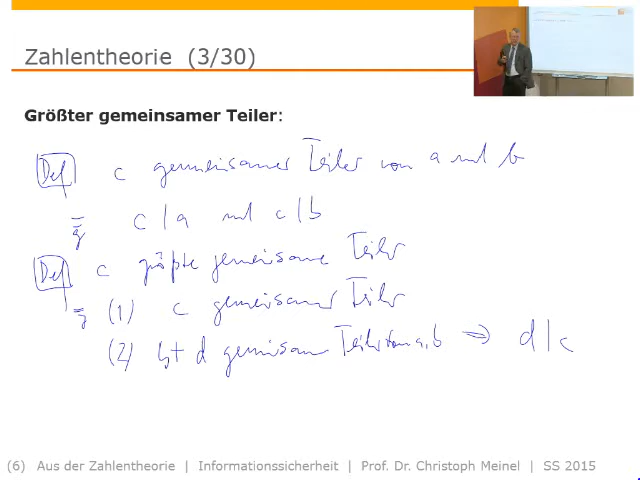 Zahlentheorie (3/30)
Größter gemeinsamer Teiler:
Def c gemeinsamer Teiler von a und b
c | a und c | b
Def c größte gemeinsame Teiler
(1) c gemeinsamer Teiler
(2) ist d gemeinsamer Teiler von a, b ⇒ d | c
(6) Aus der Zahlentheorie | Informationssicherheit | Prof. Dr. Christoph Meinel | SS 2015